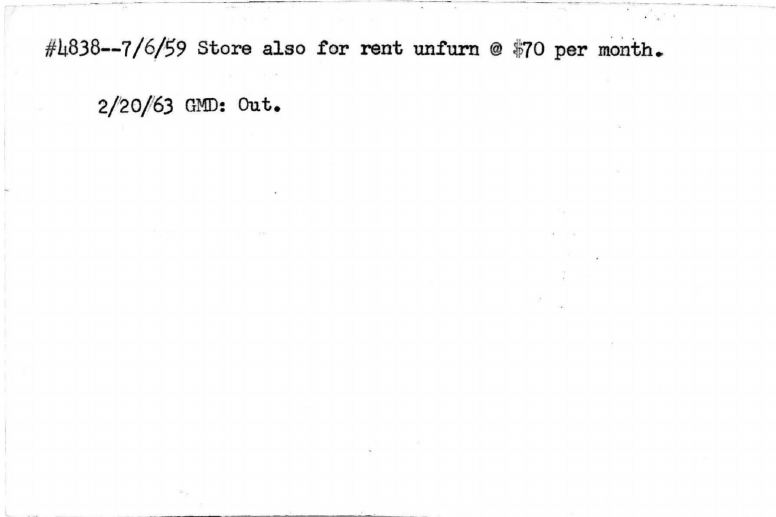 #4838--7/6/59 Store also for rent unfurn @ $70 per month.
2/20/63 GMD: Out.